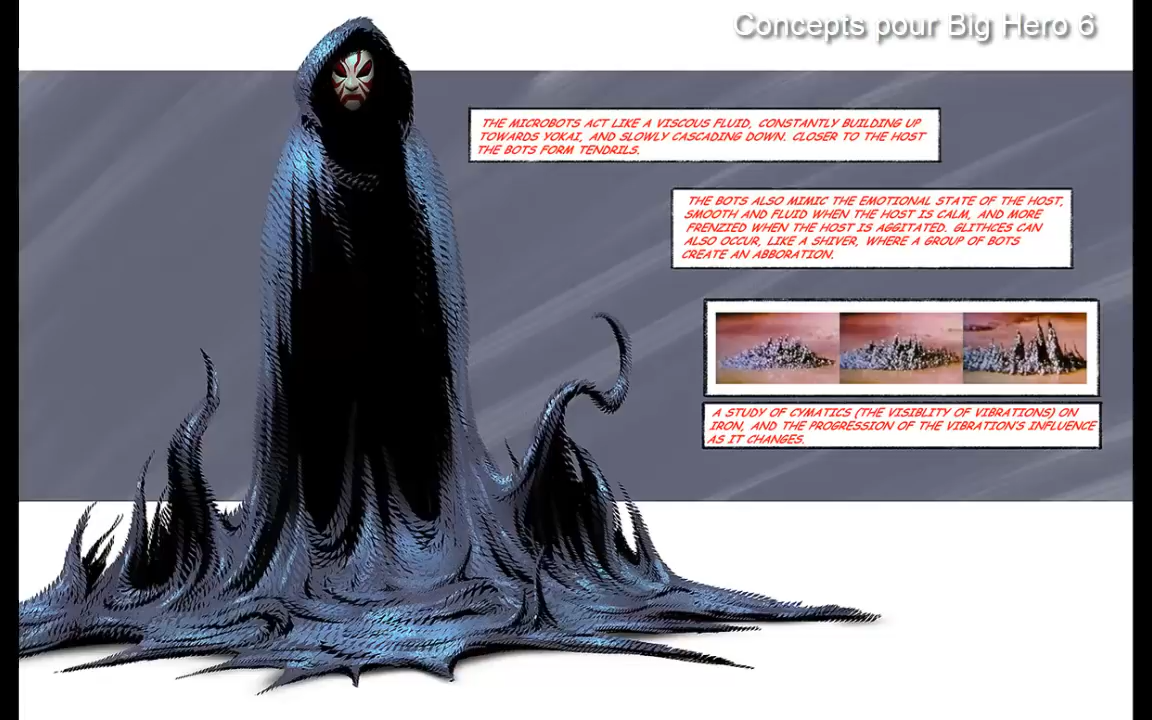 Concepts pour Big Hero 6
THE MICROBOTS ACT LIKE A VISCOUS FLUID, CONSTANTLY BUILDING UP
TOWARDS YOKAI, AND SLOWLY CASCADING DOWN. CLOSER TO THE HOST
THE BOTS FORM TENDRILS.
THE BOTS ALSO MIMIC THE EMOTIONAL STATE OF THE HOST,
SMOOTH AND FLUID WHEN THE HOST IS CALM, AND MORE
FRENZIED WHEN THE HOST IS AGGITATED. GLITHCES CAN
ALSO OCCUR, LIKE A SHIVER, WHERE A GROUP OF BOTS
CREATE AN ABBORATION.
A STUDY OF CYMATICS (THE VISIBLITY OF VIBRATIONS) ON
IRON, AND THE PROGRESSION OF THE VIBRATION'S INFLUENCE
AS IT CHANGES.